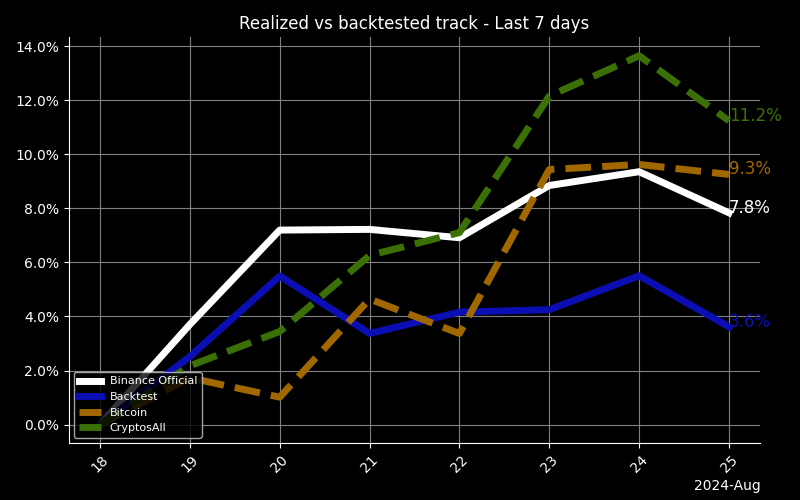 Realized vs backtested track - Last 7 days
14.0%
12.0%
10.0%
8.0%
6.0%
4.0%
2.0%
0.0%
11.2%
9.3%
7.8%
3.6%
Binance Official
Backtest
Bitcoin
CryptosAll
18 19 20 21 22 23 24 25
2024-Aug